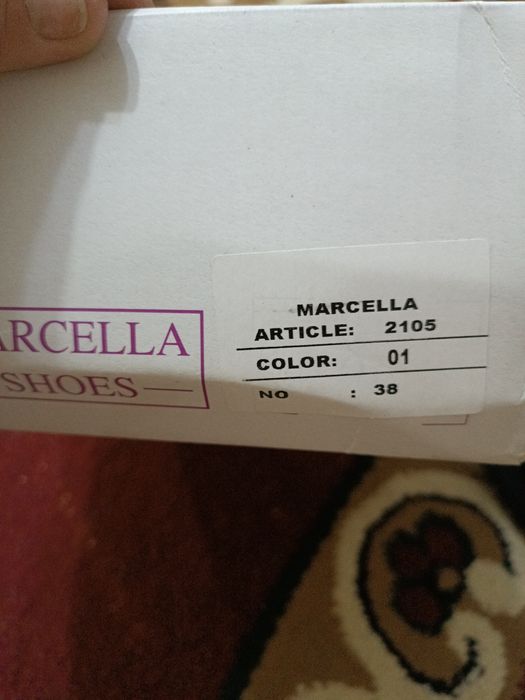 MARCELLA
ARTICLE: 2105
COLOR: 01
NO : 38
ARCELLA
SHOES